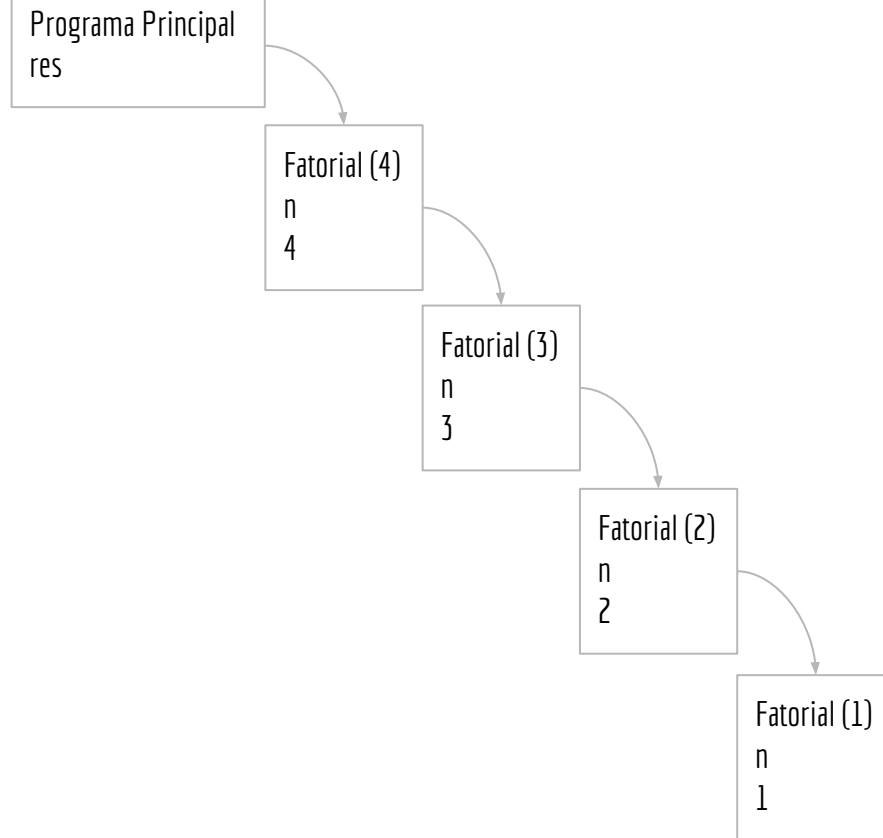 Programa Principal
res
Fatorial (4)
n
4
Fatorial (3)
n
3
Fatorial (2)
n
2
Fatorial (1)
n
1